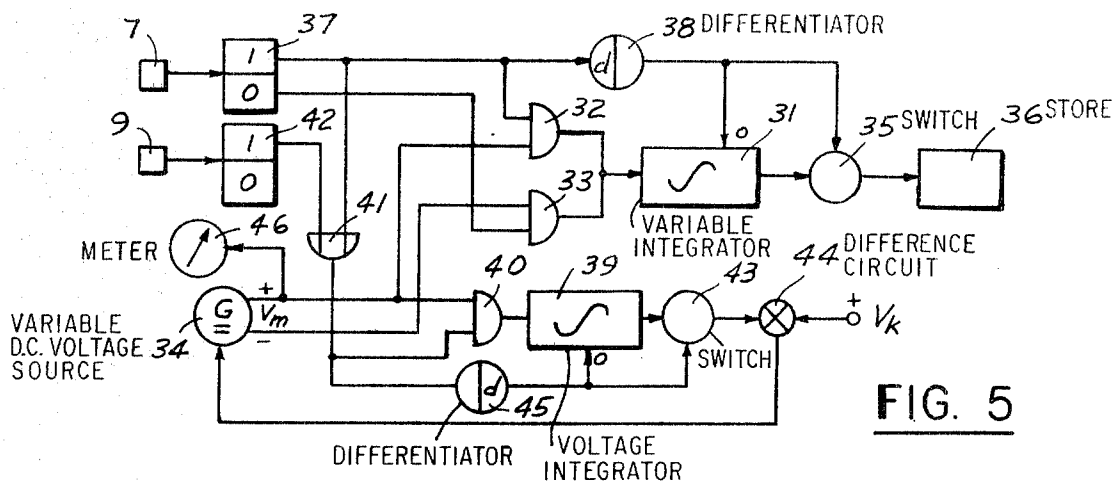 7
37
1
0
38 DIFFERENTIATOR
d
9
42
1
0
32
33
0
31
VARIABLE
INTEGRATOR
35 SWITCH
36 STORE
41
METER
46
40
39
0
VOLTAGE
INTEGRATOR
43
SWITCH
44 DIFFERENCE
CIRCUIT
+
Vk
VARIABLE
D.C. VOLTAGE 34
SOURCE
G
=
+
Vm
-
d
45
DIFFERENTIATOR
FIG. 5